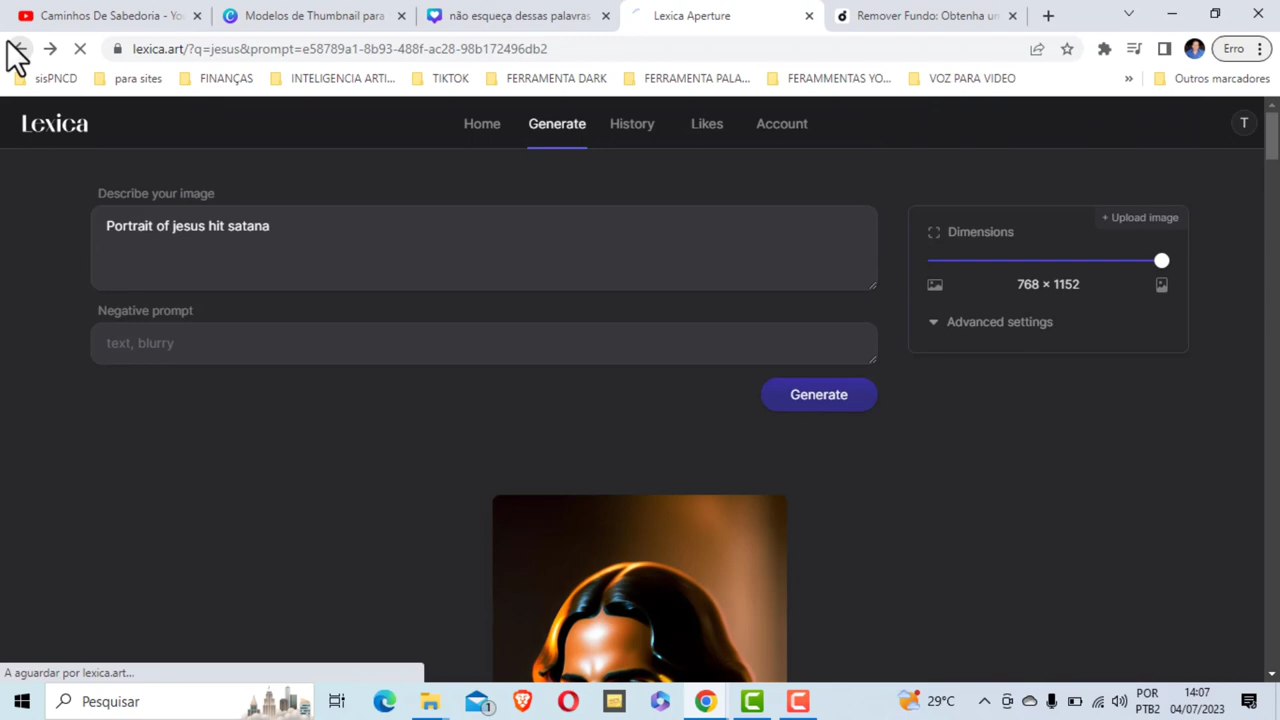 Caminhos De Sabedoria - Yo
Modelos de Thumbnail para
não esqueça dessas palavras
Lexica Aperture
Remover Fundo: Obtenha un
lexica.art/?q=jesus&prompt=e58789a1-8b93-488f-ac28-98b172496db2
Erro
sisPNCD
para sites
FINANÇAS
INTELIGENCIA ARTI...
TIKTOK
FERRAMENTA DARK
FERRAMENTA PALA...
FERAMMENTAS YO...
VOZ PARA VIDEO
»
Outros marcadores
Lexica
Home
Generate
History
Likes
Account
T
Describe your image
Portrait of jesus hit satana
+ Upload image
Dimensions
768 × 1152
Advanced settings
Negative prompt
text, blurry
Generate
A aguardar por lexica.art...
Pesquisar
1
29°C
POR
PTB2
14:07
04/07/2023